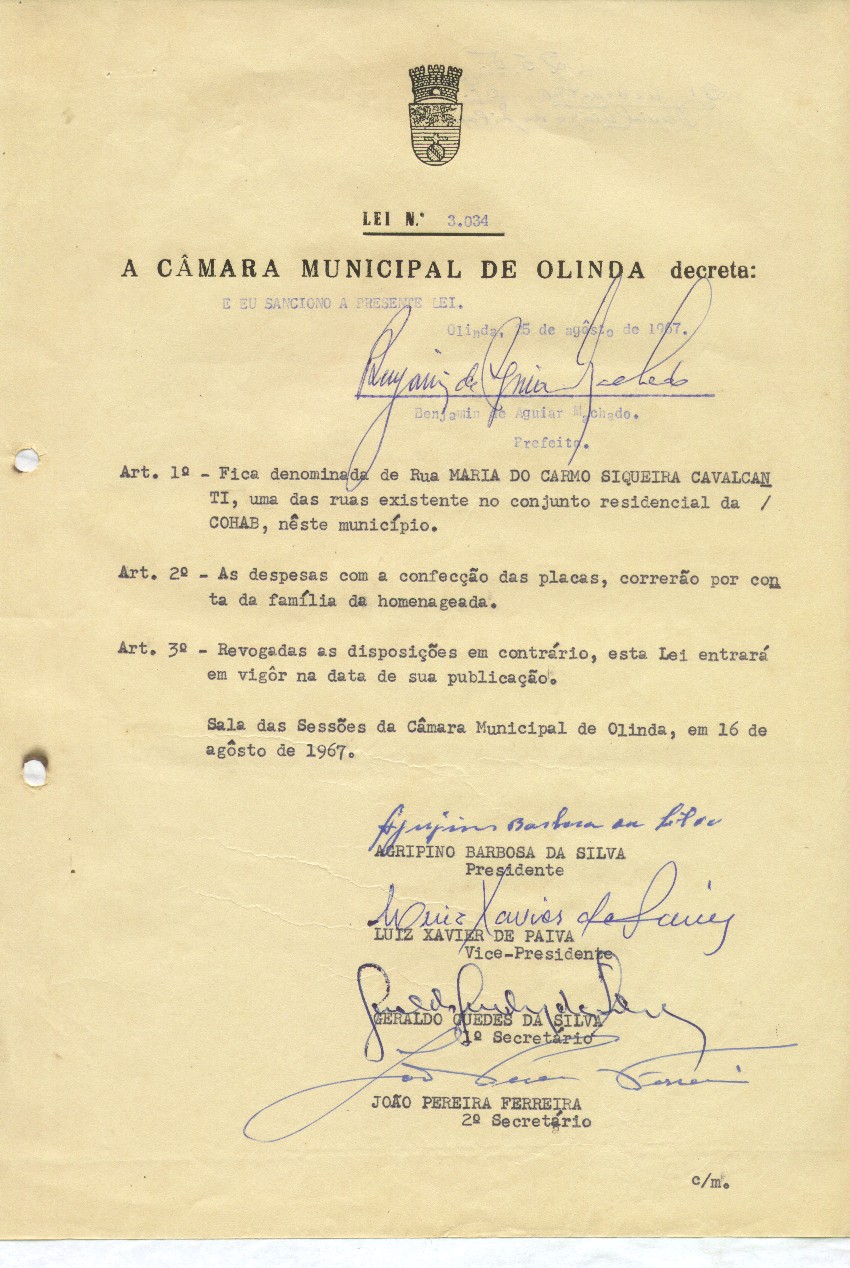 LEI N.º 3.034
A CÂMARA MUNICIPAL DE OLINDA decreta:
E EU SANCIONO A PRESENTE LEI.
Olinda, 25 de agôsto de 1967.
Benjamin de Aguiar Machado
Benjamin de Aguiar Machado.
Prefeito.
Art. 1º - Fica denominada de Rua MARIA DO CARMO SIQUEIRA CAVALCAN
TI, uma das ruas existente no conjunto residencial da /
COHAB, nêste município.
Art. 2º - As despesas com a confecção das placas, correrão por con
ta da família da homenageada.
Art. 3º - Revogadas as disposições em contrário, esta Lei entrará
em vigôr na data de sua publicação.
Sala das Sessões da Câmara Municipal de Olinda, em 16 de
agôsto de 1967.
Agripino Barbosa da Silva
AGRIPINO BARBOSA DA SILVA
Presidente
Luiz Xavier de Paiva
LUIZ XAVIER DE PAIVA
Vice-Presidente
Geraldo Guedes da Silva
GERALDO GUEDES DA SILVA
1º Secretário
João Pereira Ferreira
JOÃO PEREIRA FERREIRA
2º Secretário
c/m.